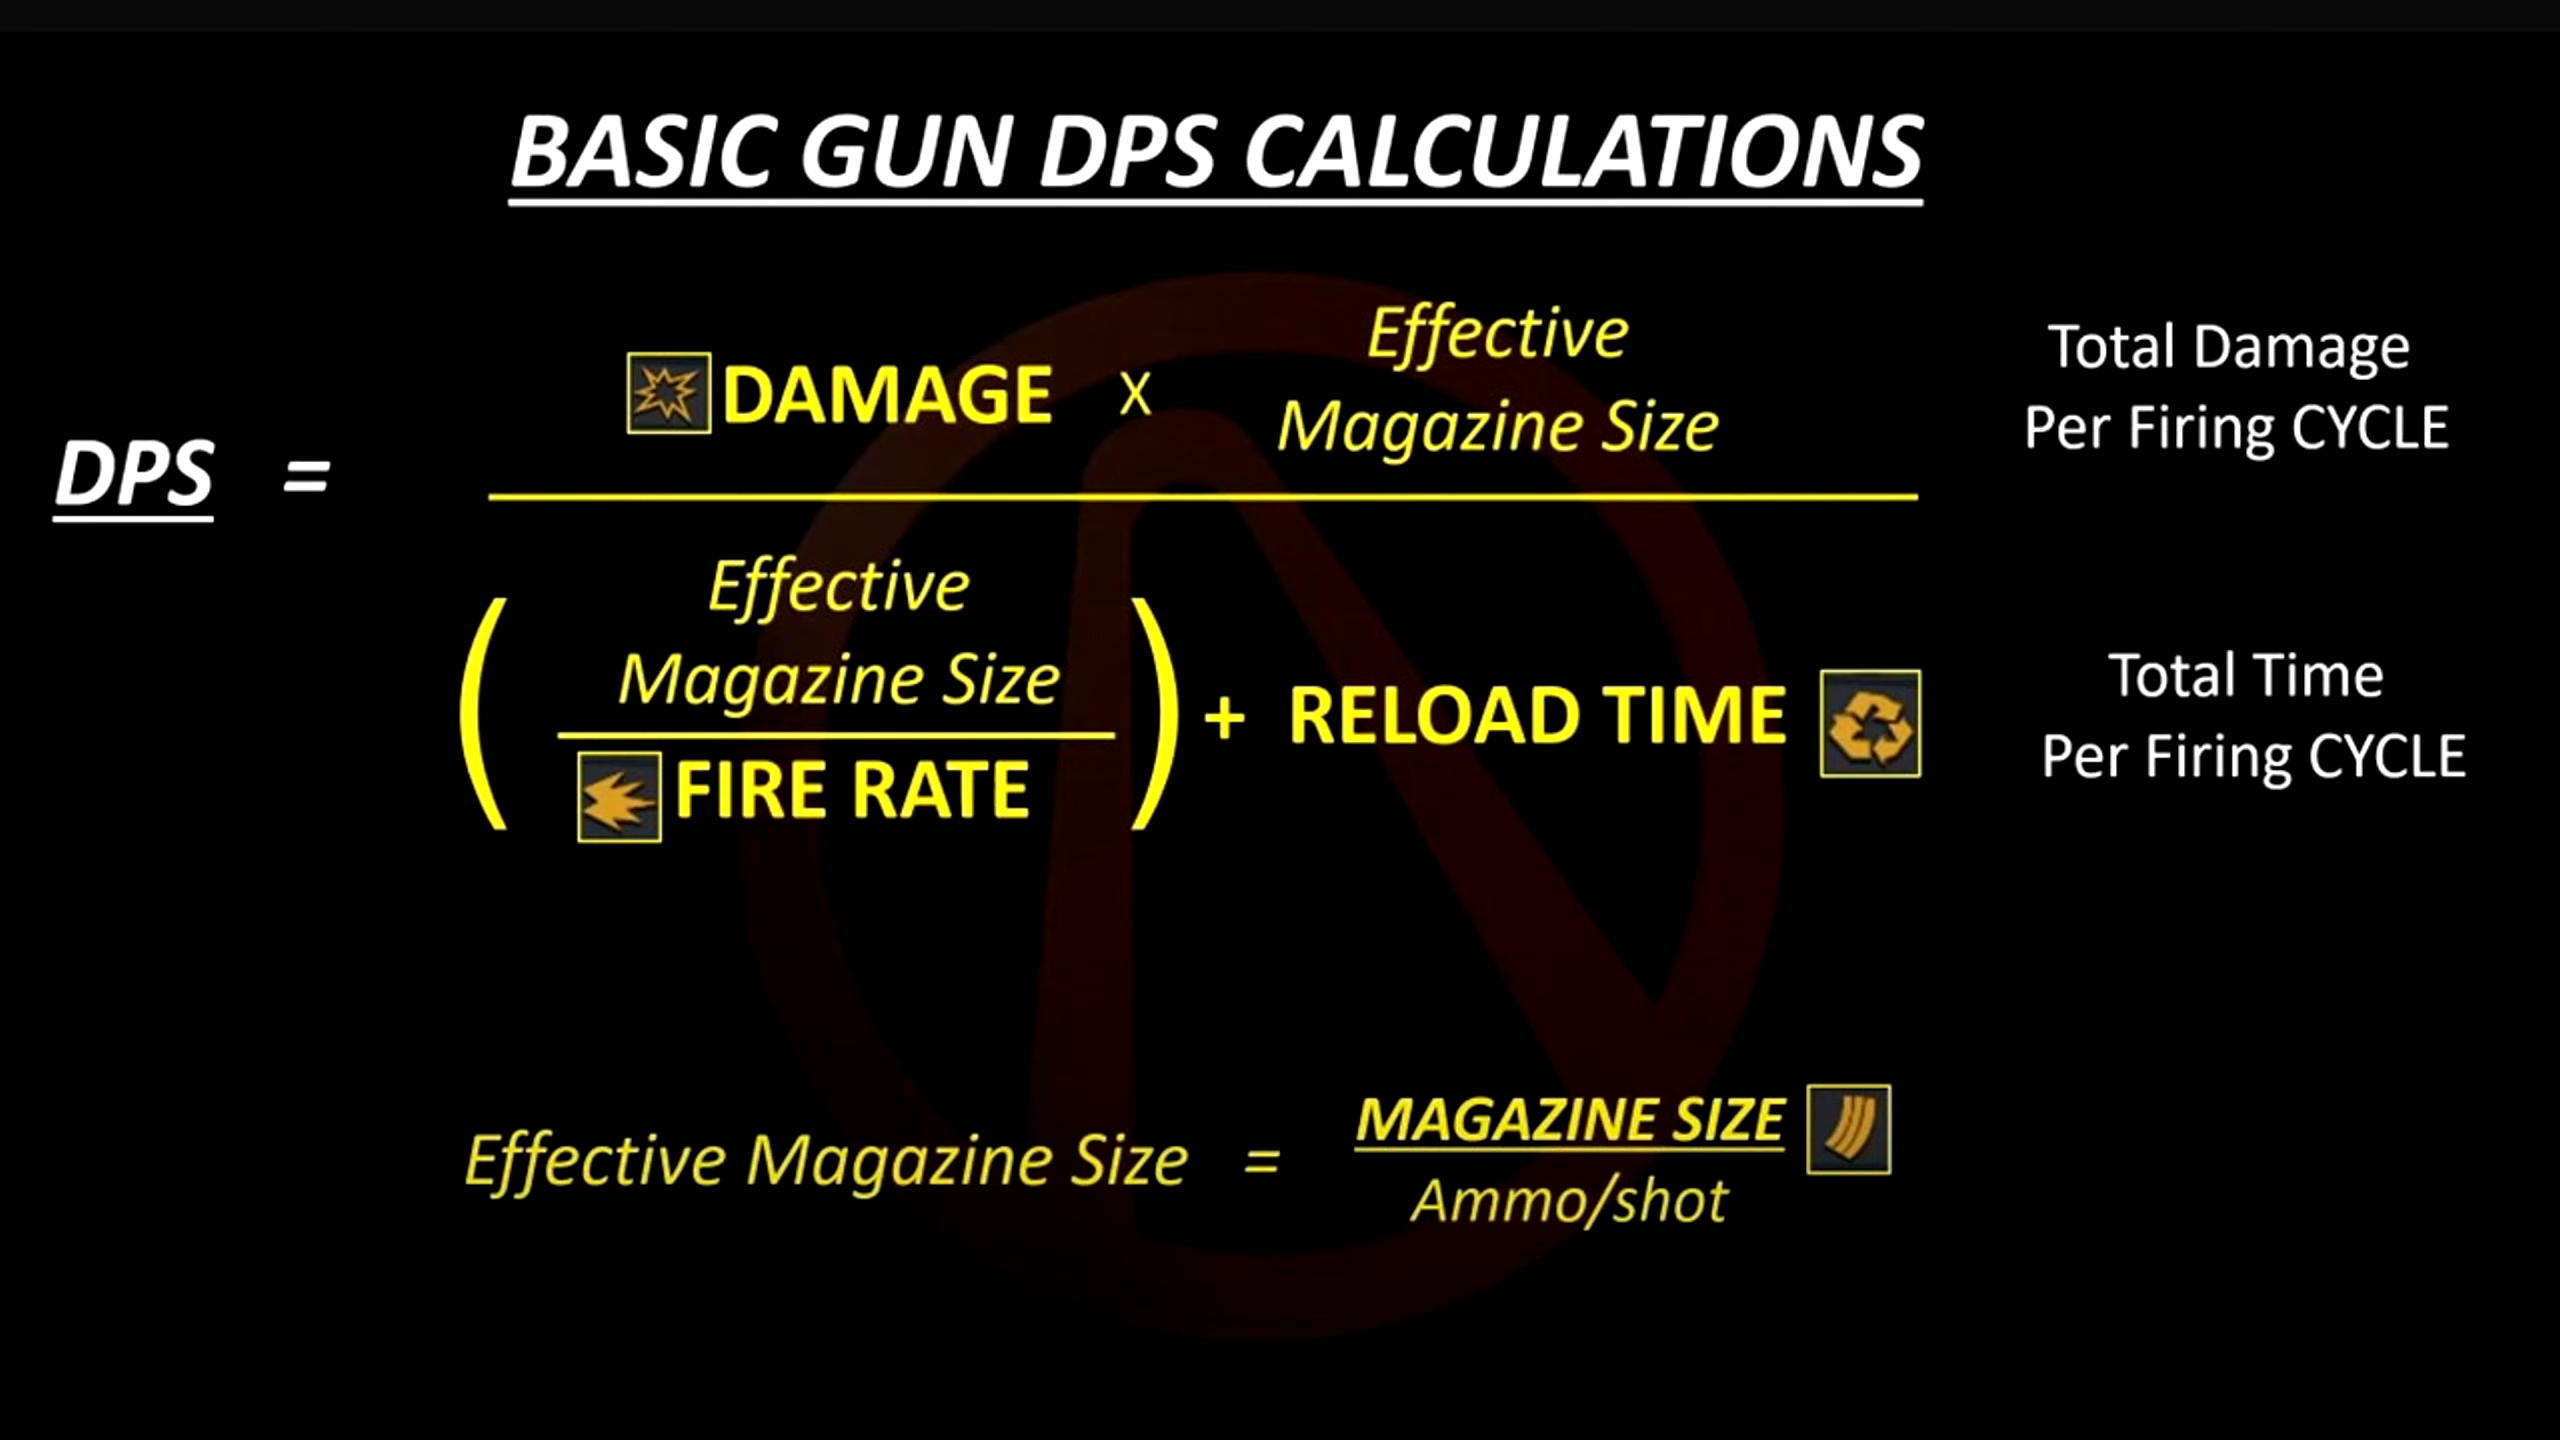 BASIC GUN DPS CALCULATIONS
DPS =
DAMAGE x Effective
Magazine Size
Total Damage
Per Firing CYCLE
( Effective
Magazine Size
FIRE RATE ) + RELOAD TIME
Total Time
Per Firing CYCLE
Effective Magazine Size = MAGAZINE SIZE
Ammo/shot